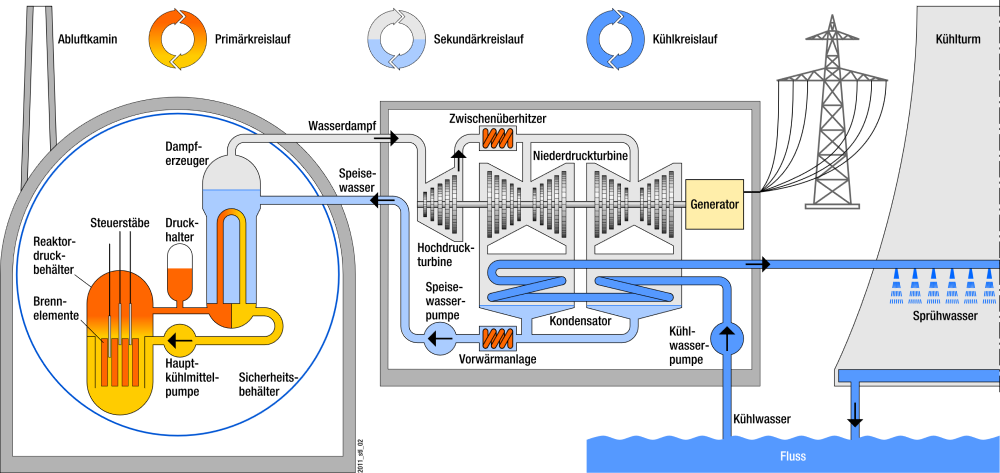 Abluftkamin
Primärkreislauf
Sekundärkreislauf
Kühlkreislauf
Kühlturm
Wasserdampf
Zwischenüberhitzer
Dampf-
erzeuger
Niederdruckturbine
Speise-
wasser
Generator
Steuerstäbe
Druck-
halter
Reaktor-
druck-
behälter
Hochdruck-
turbine
Brenn-
elemente
Speise-
wasser-
pumpe
Kondensator
Sprühwasser
Kühl-
wasser-
pumpe
Vorwärmanlage
Haupt-
kühlmittel-
pumpe
Sicherheits-
behälter
Kühlwasser
Fluss
2011_stl_02